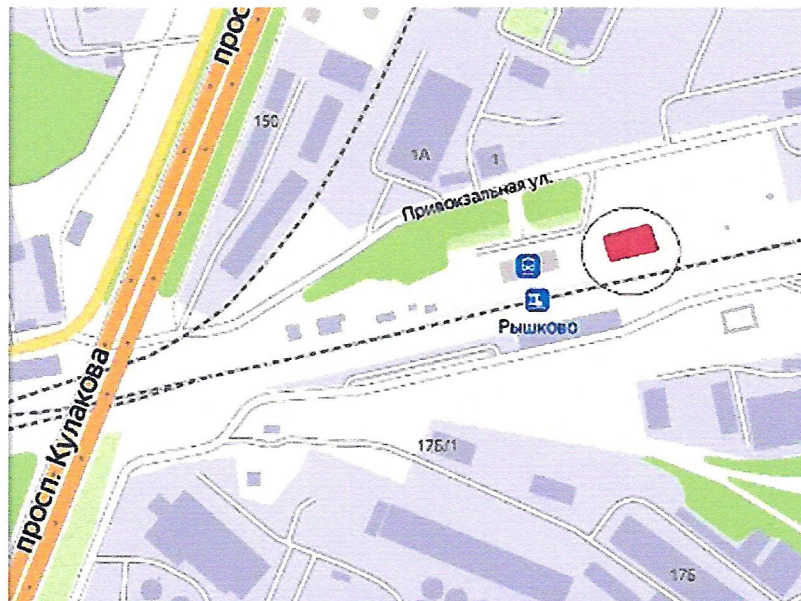 просп
150
1А
1
Привокзальная ул.
Рышково
просп. Кулакова
17Б/1
17Б